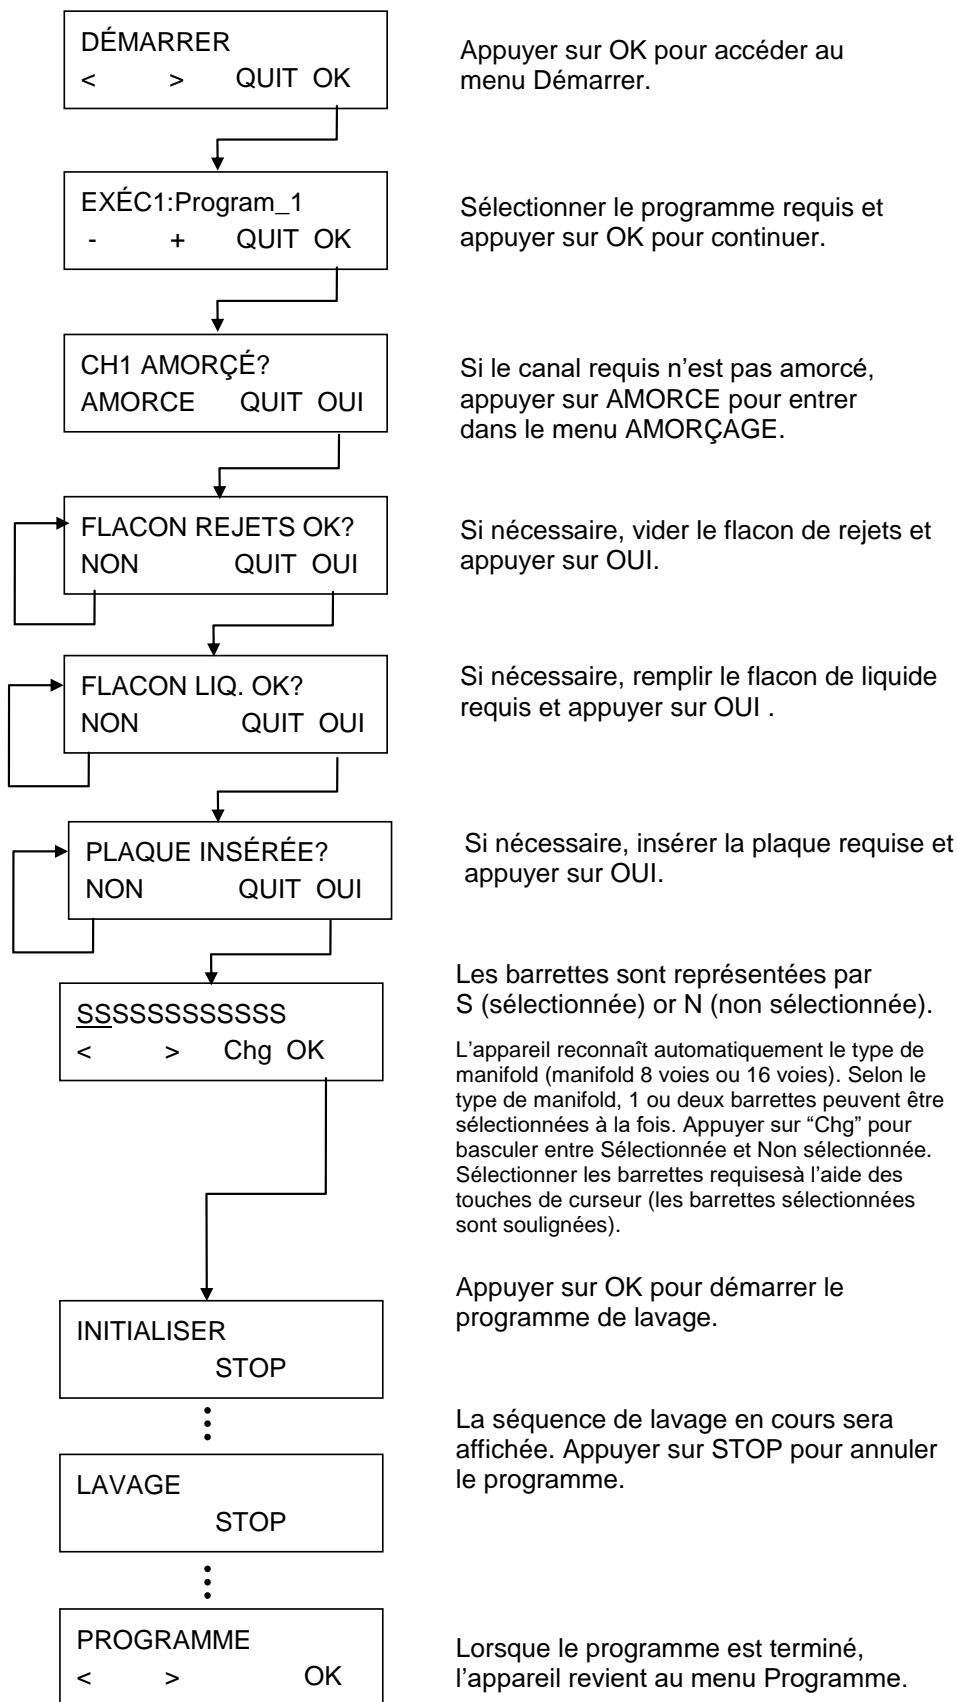 DÉMARRER
< > QUIT OK
Appuyer sur OK pour accéder au
menu Démarrer.
EXÉC1:Program_1
- + QUIT OK
Sélectionner le programme requis et
appuyer sur OK pour continuer.
CH1 AMORÇÉ?
AMORCE QUIT OUI
Si le canal requis n’est pas amorcé,
appuyer sur AMORCE pour entrer
dans le menu AMORÇAGE.
FLACON REJETS OK?
NON QUIT OUI
Si nécessaire, vider le flacon de rejets et
appuyer sur OUI.
FLACON LIQ. OK?
NON QUIT OUI
Si nécessaire, remplir le flacon de liquide
requis et appuyer sur OUI .
PLAQUE INSÉRÉE?
NON QUIT OUI
Si nécessaire, insérer la plaque requise et
appuyer sur OUI.
SSSSSSSSSSSS
< > Chg OK
Les barrettes sont représentées par
S (sélectionnée) or N (non sélectionnée).
L’appareil reconnaît automatiquement le type de
manifold (manifold 8 voies ou 16 voies). Selon le
type de manifold, 1 ou deux barrettes peuvent être
sélectionnées à la fois. Appuyer sur “Chg” pour
basculer entre Sélectionnée et Non sélectionnée.
Sélectionner les barrettes requisesà l’aide des
touches de curseur (les barrettes sélectionnées
sont soulignées).
Appuyer sur OK pour démarrer le
programme de lavage.
INITIALISER
STOP
La séquence de lavage en cours sera
affichée. Appuyer sur STOP pour annuler
le programme.
LAVAGE
STOP
PROGRAMME
< > OK
Lorsque le programme est terminé,
l’appareil revient au menu Programme.